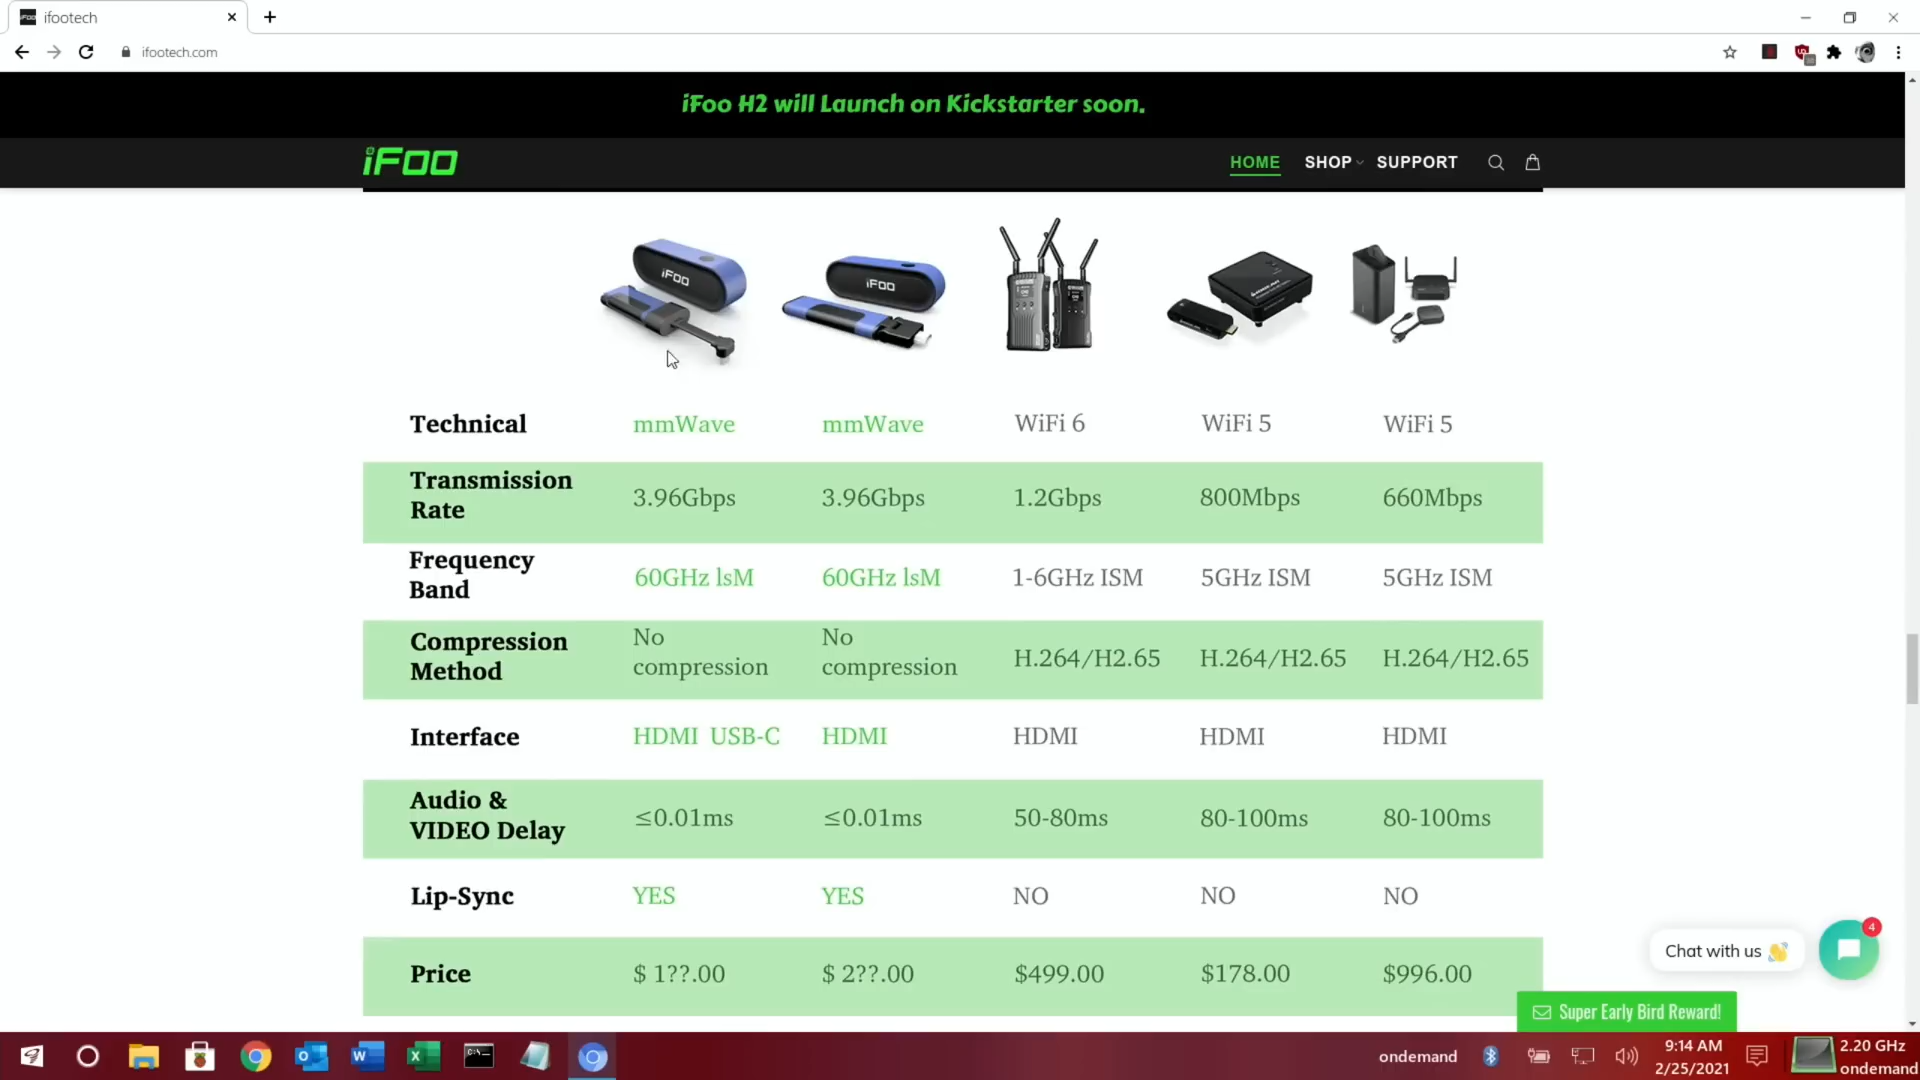 ifootech
ifootech.com
iFoo H2 will Launch on Kickstarter soon.
iFoo
HOME SHOP SUPPORT
iFOO
iFOO
Technical mmWave mmWave WiFi 6 WiFi 5 WiFi 5
Transmission
Rate
3.96Gbps 3.96Gbps 1.2Gbps 800Mbps 660Mbps
Frequency
Band
60GHz lsM 60GHz lsM 1-6GHz ISM 5GHz ISM 5GHz ISM
Compression
Method
No
compression
No
compression
H.264/H2.65 H.264/H2.65 H.264/H2.65
Interface HDMI USB-C HDMI HDMI HDMI HDMI
Audio &
VIDEO Delay
≤0.01ms ≤0.01ms 50-80ms 80-100ms 80-100ms
Lip-Sync YES YES NO NO NO
Price $ 1??.00 $ 2??.00 $499.00 $178.00 $996.00
Chat with us 👋
4
Super Early Bird Reward!
ondemand
9:14 AM
2/25/2021
2.20 GHz
ondemand